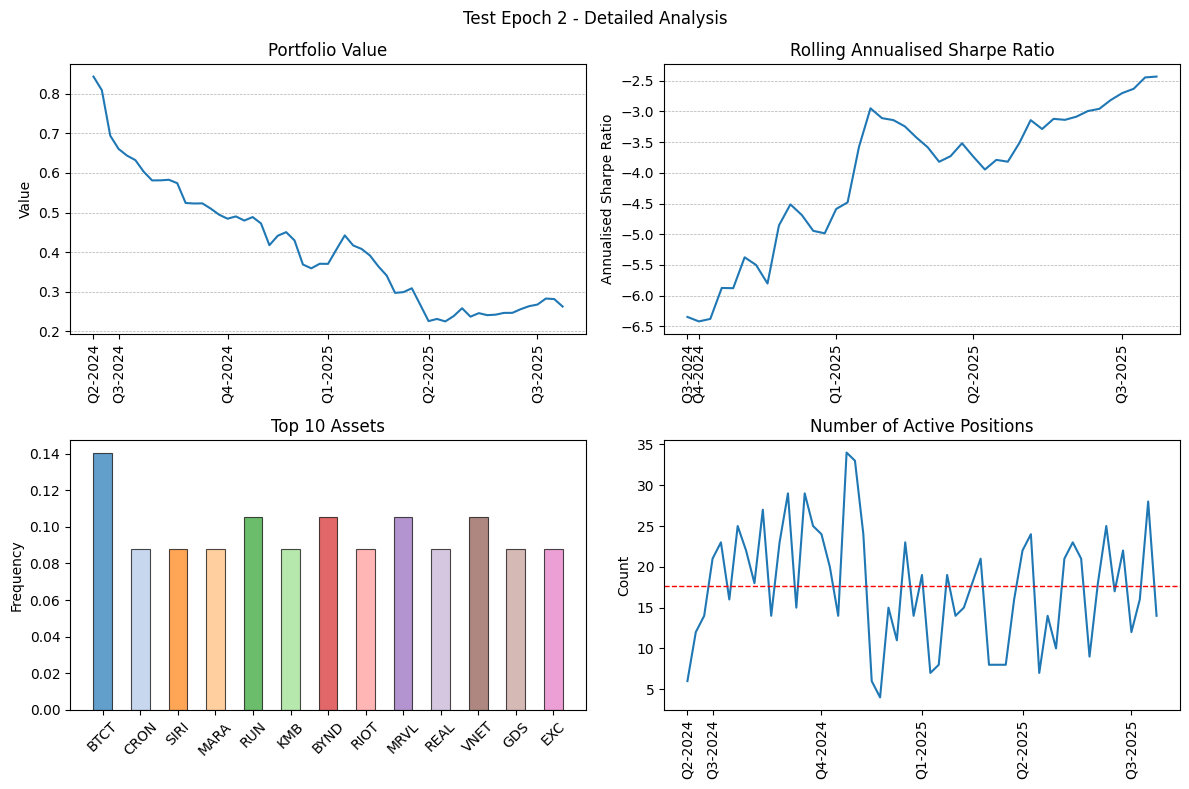 Test Epoch 2 - Detailed Analysis
Portfolio Value
Value
0.8
0.7
0.6
0.5
0.4
0.3
0.2
Q2-2024
Q3-2024
Q4-2024
Q1-2025
Q2-2025
Q3-2025
Rolling Annualised Sharpe Ratio
Annualised Sharpe Ratio
−2.5
−3.0
−3.5
−4.0
−4.5
−5.0
−5.5
−6.0
−6.5
Q3-2024
Q4-2024
Q1-2025
Q2-2025
Q3-2025
Top 10 Assets
Frequency
0.14
0.12
0.10
0.08
0.06
0.04
0.02
0.00
BTCT
CRON
SIRI
MARA
RUN
KMB
BYND
RIOT
MRVL
REAL
VNET
GDS
EXC
Number of Active Positions
Count
35
30
25
20
15
10
5
Q2-2024
Q3-2024
Q4-2024
Q1-2025
Q2-2025
Q3-2025